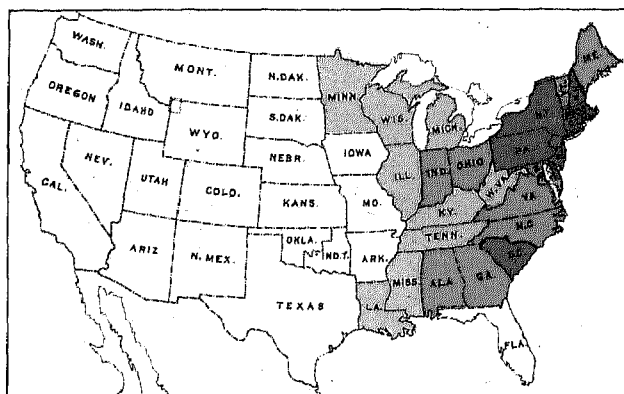 WASH.
MONT.
N.DAK.
MINN.
ME.
OREGON
IDAHO
S.DAK.
WIS.
MICH.
N.Y.
WYO.
IOWA
PA.
NEBR.
NEV.
UTAH
COLO.
ILL.
IND.
OHIO
W.VA.
VA.
CAL.
KANS.
MO.
KY.
N.C.
TENN.
OKLA.
IND.T.
ARK.
S.C.
ARIZ
N.MEX.
MISS.
ALA
GA.
TEXAS
LA.
FLA.